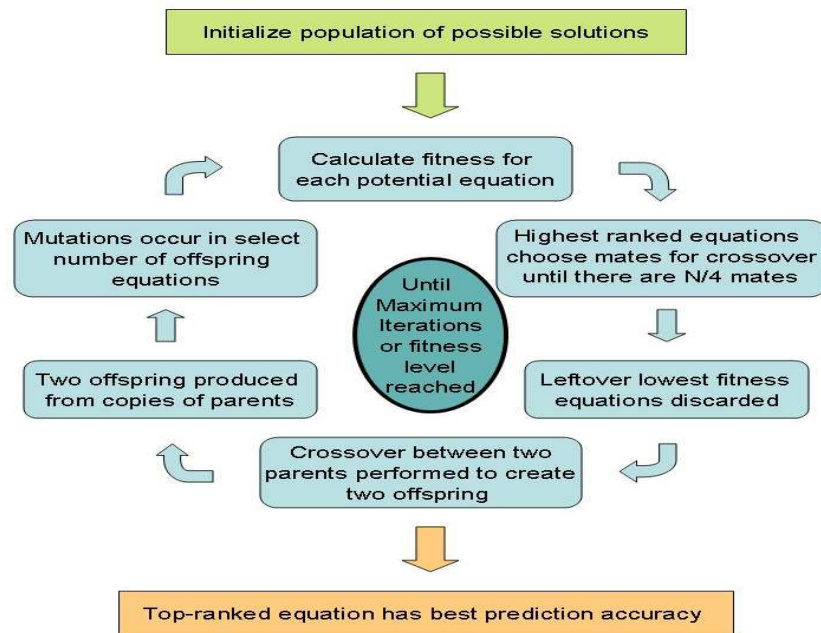 Initialize population of possible solutions
Calculate fitness for
each potential equation
Highest ranked equations
choose mates for crossover
until there are N/4 mates
Leftover lowest fitness
equations discarded
Crossover between two
parents performed to create
two offspring
Two offspring produced
from copies of parents
Mutations occur in select
number of offspring
equations
Until
Maximum
Iterations
or fitness
level
reached
Top-ranked equation has best prediction accuracy